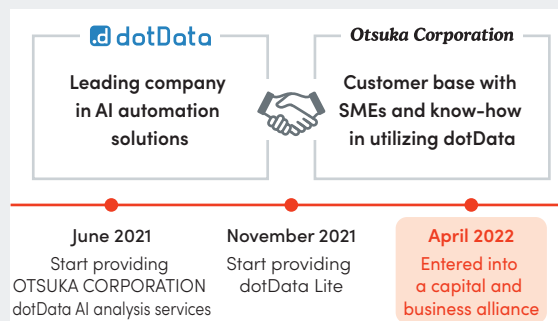 dotData
Leading company
in AI automation
solutions
Otsuka Corporation
Customer base with
SMEs and know-how
in utilizing dotData
June 2021
Start providing
OTSUKA CORPORATION
dotData AI analysis services
November 2021
Start providing
dotData Lite
April 2022
Entered into
a capital and
business alliance